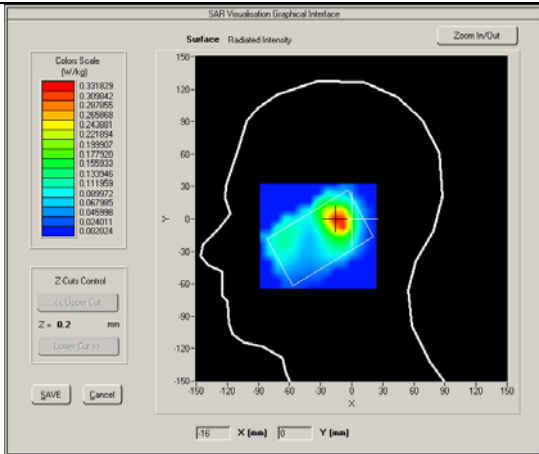 SAR Visualisation Graphical Interface
Surface Radiated Intensity
Zoom In/Out
Colors Scale
(W/kg)
0.331829
0.309842
0.287855
0.265868
0.243881
0.221894
0.199907
0.177920
0.155933
0.133946
0.111959
0.089972
0.067985
0.045998
0.024011
0.002024
150-
120-
90-
60-
30-
Y
0-
-30-
-60-
-90-
-120-
-150-
-150 -120 -90 -60 -30 0 30 60 90 120 150
X
Z Cuts Control
<< Upper Cut
Z = 0.2 mm
Lower Cut >>
SAVE Cancel
-16 X (mm) 0 Y (mm)